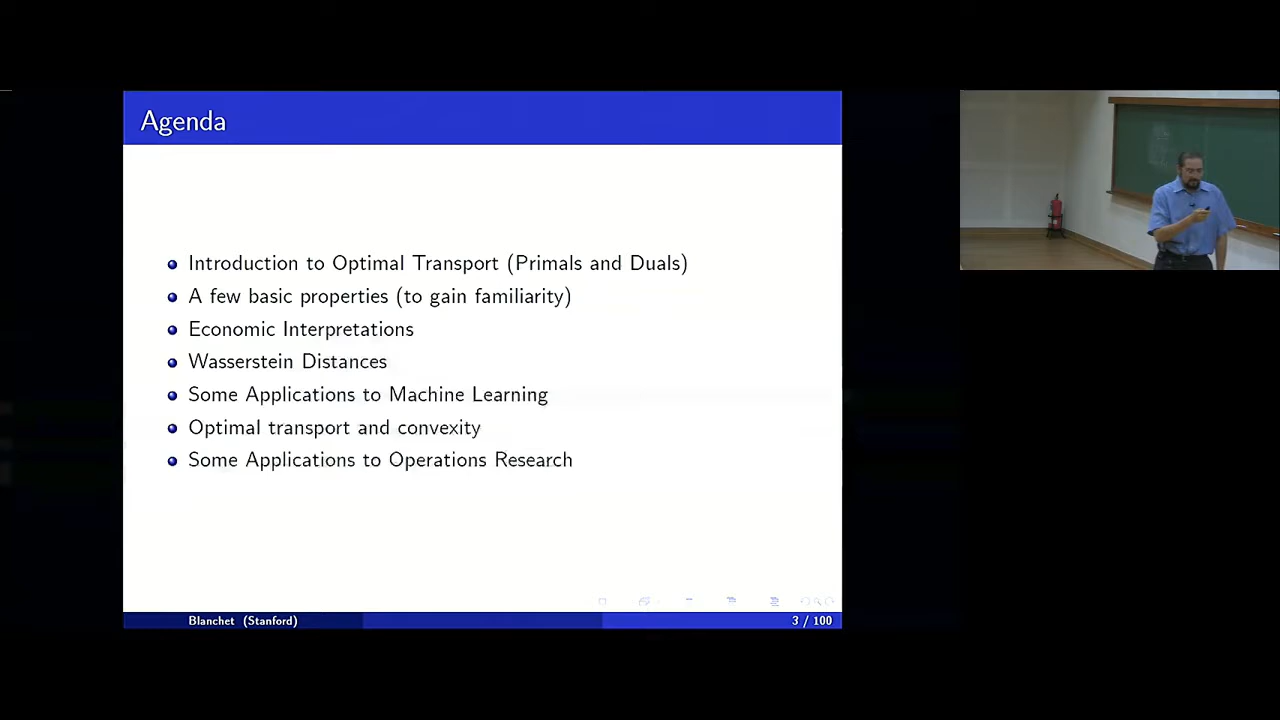 Agenda
Introduction to Optimal Transport (Primals and Duals)
A few basic properties (to gain familiarity)
Economic Interpretations
Wasserstein Distances
Some Applications to Machine Learning
Optimal transport and convexity
Some Applications to Operations Research
Blanchet (Stanford)
3 / 100